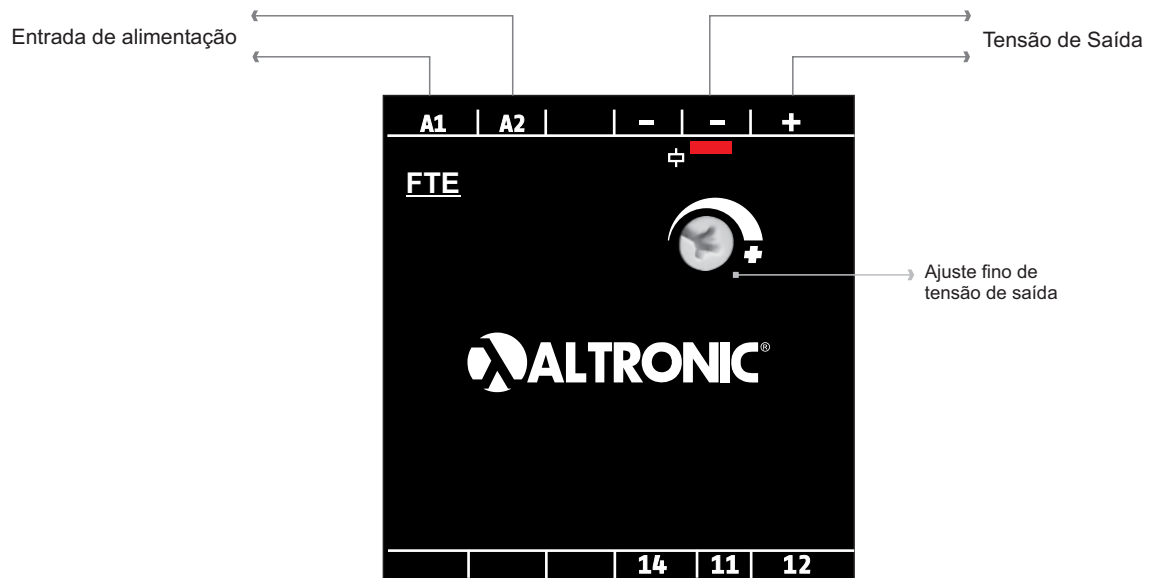 Entrada de alimentação
Tensão de Saída
A1 A2 - - +
FTE
+
Ajuste fino de
tensão de saída
ALTRONIC®
14 11 12